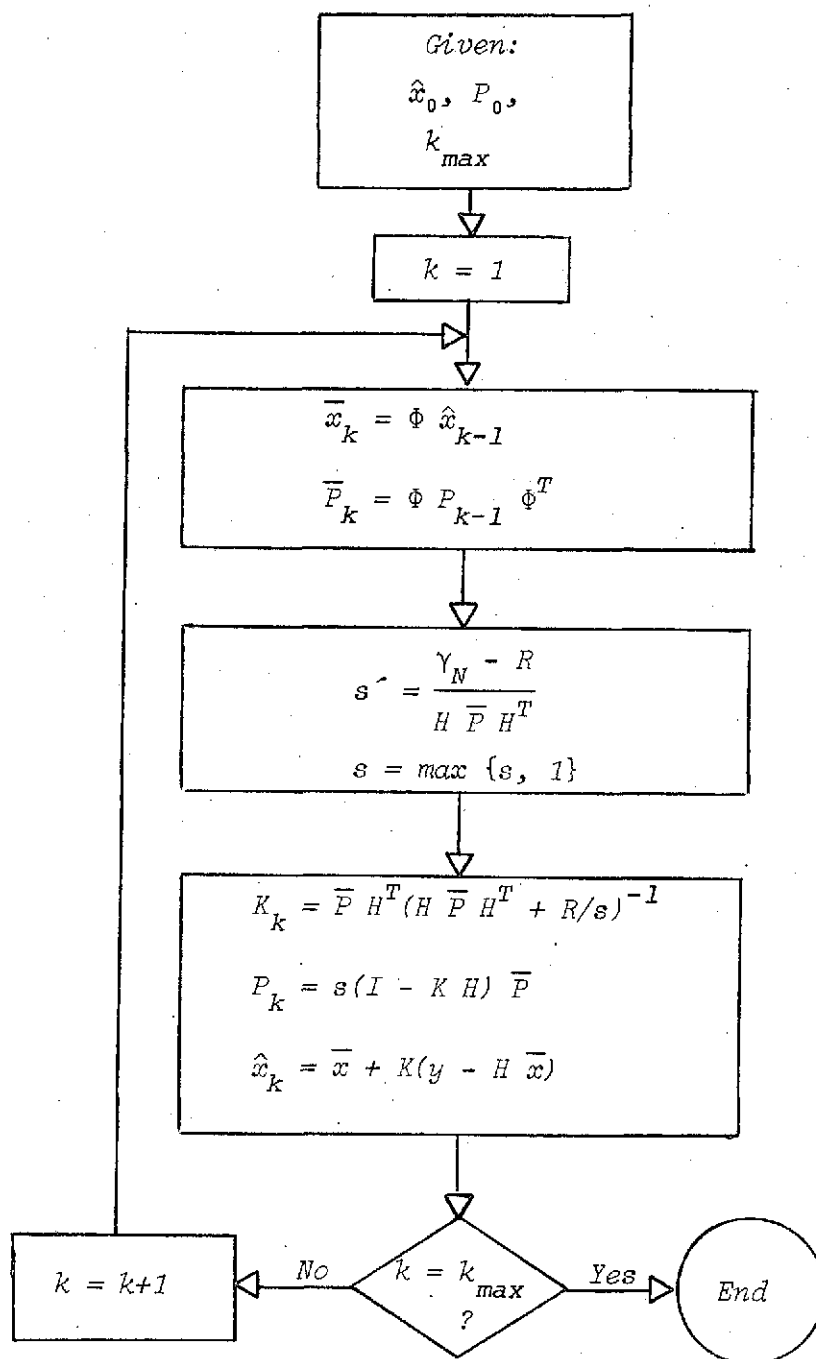 Given:
x̂₀, P₀,
k_max
k = 1
x̄_k = Φ x̂_{k-1}
P̄_k = Φ P_{k-1} Φ^T
s´ = (γ_N - R) / (H P̄ H^T)
s = max {s, 1}
K_k = P̄ H^T(H P̄ H^T + R/s)^{-1}
P_k = s(I - K H) P̄
x̂_k = x̄ + K(y - H x̄)
k = k+1
No
k = k_max
?
Yes
End